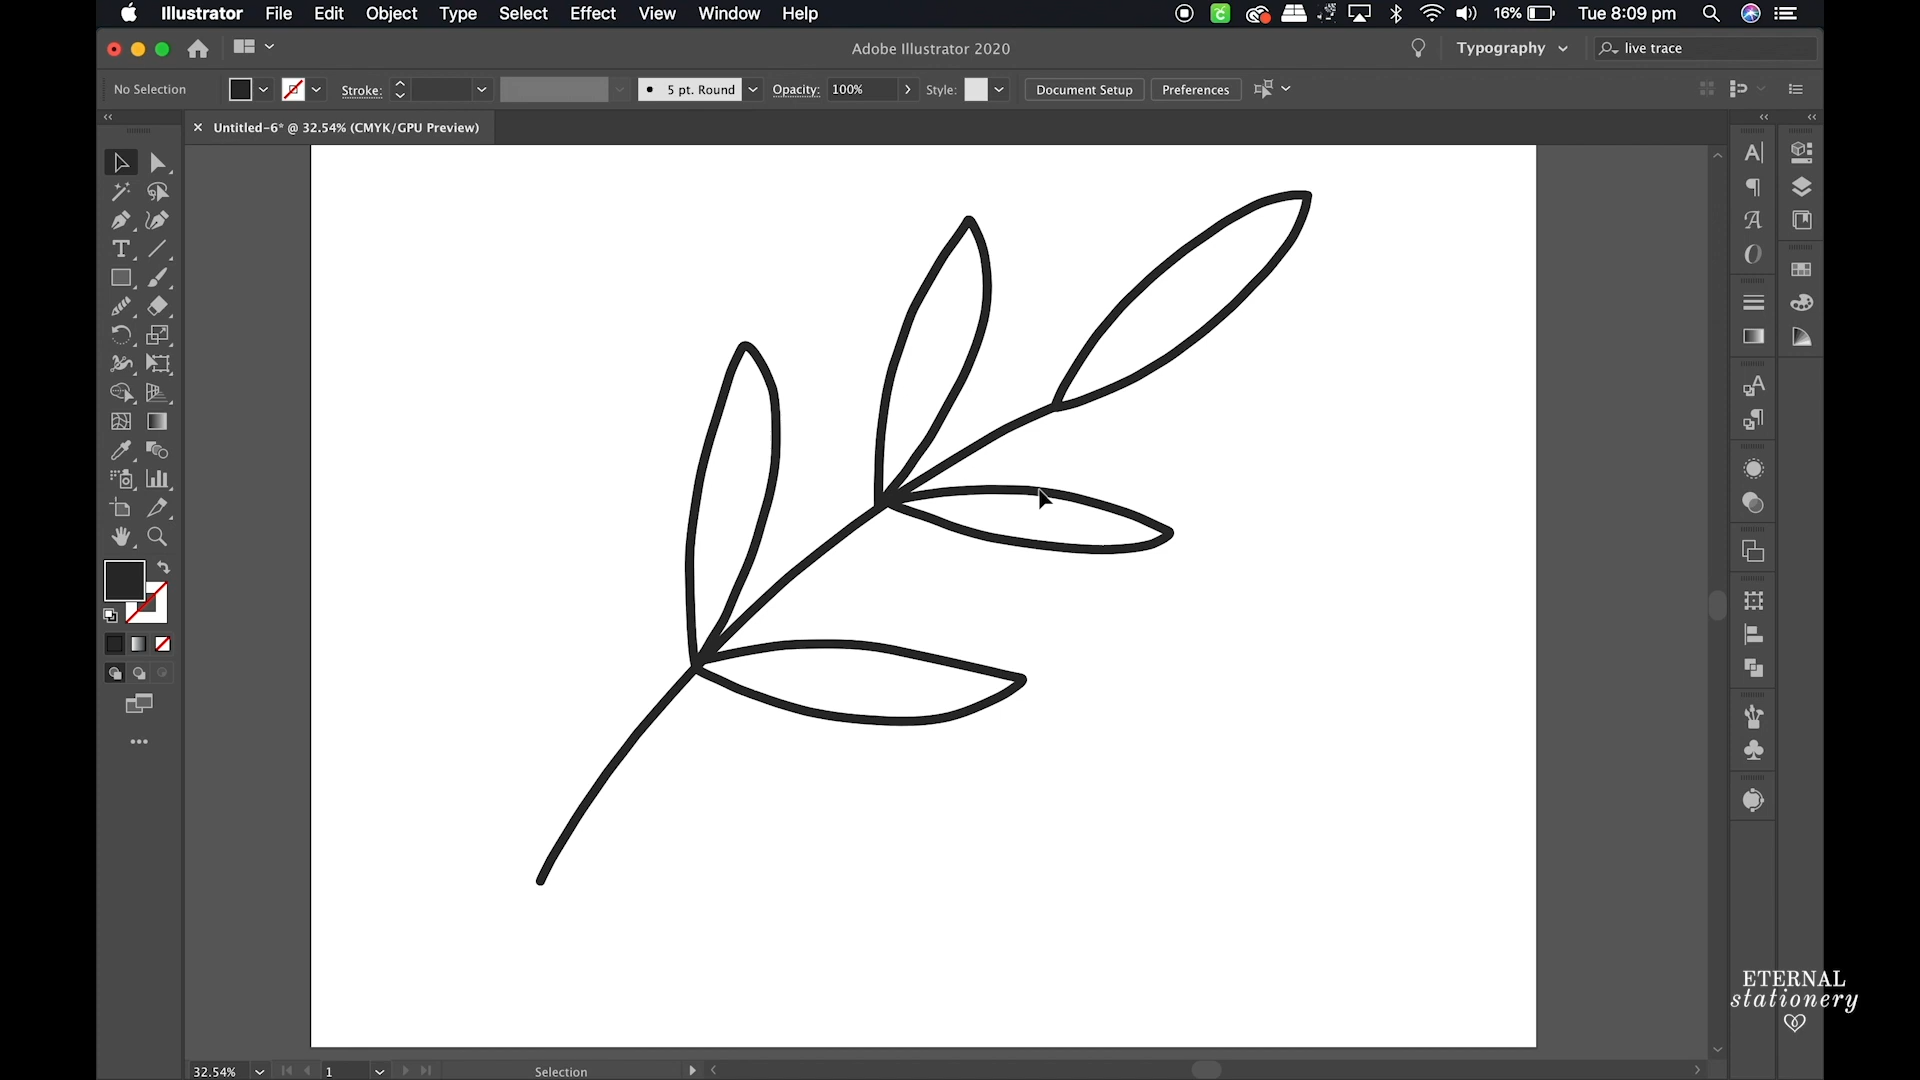 Illustrator File Edit Object Type Select Effect View Window Help 16% Tue 8:09 pm
Adobe Illustrator 2020 Typography live trace
No Selection Stroke: 5 pt. Round Opacity: 100% Style: Document Setup Preferences
Untitled-6* @ 32.54% (CMYK/GPU Preview)
ETERNAL
stationery
32.54% 1 Selection